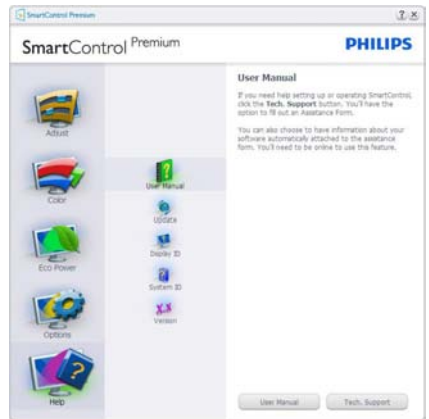 SmartControl Premium
SmartControl Premium
PHILIPS
Adjust
Color
Eco Power
Options
Help
User Manual
Update
Display ID
System ID
Version
User Manual
If you need help setting up or operating SmartControl,
click the Tech. Support button. You'll have the
option to fill out an Assistance Form.
You can also choose to have information about your
software automatically attached to the assistance
form. You'll need to be online to use this feature.
User Manual
Tech. Support